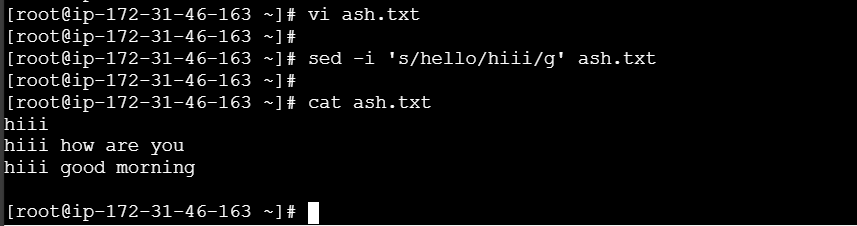 [root@ip-172-31-46-163 ~]# vi ash.txt
[root@ip-172-31-46-163 ~]#
[root@ip-172-31-46-163 ~]# sed -i 's/hello/hiii/g' ash.txt
[root@ip-172-31-46-163 ~]#
[root@ip-172-31-46-163 ~]# cat ash.txt
hiii
hiii how are you
hiii good morning
[root@ip-172-31-46-163 ~]#